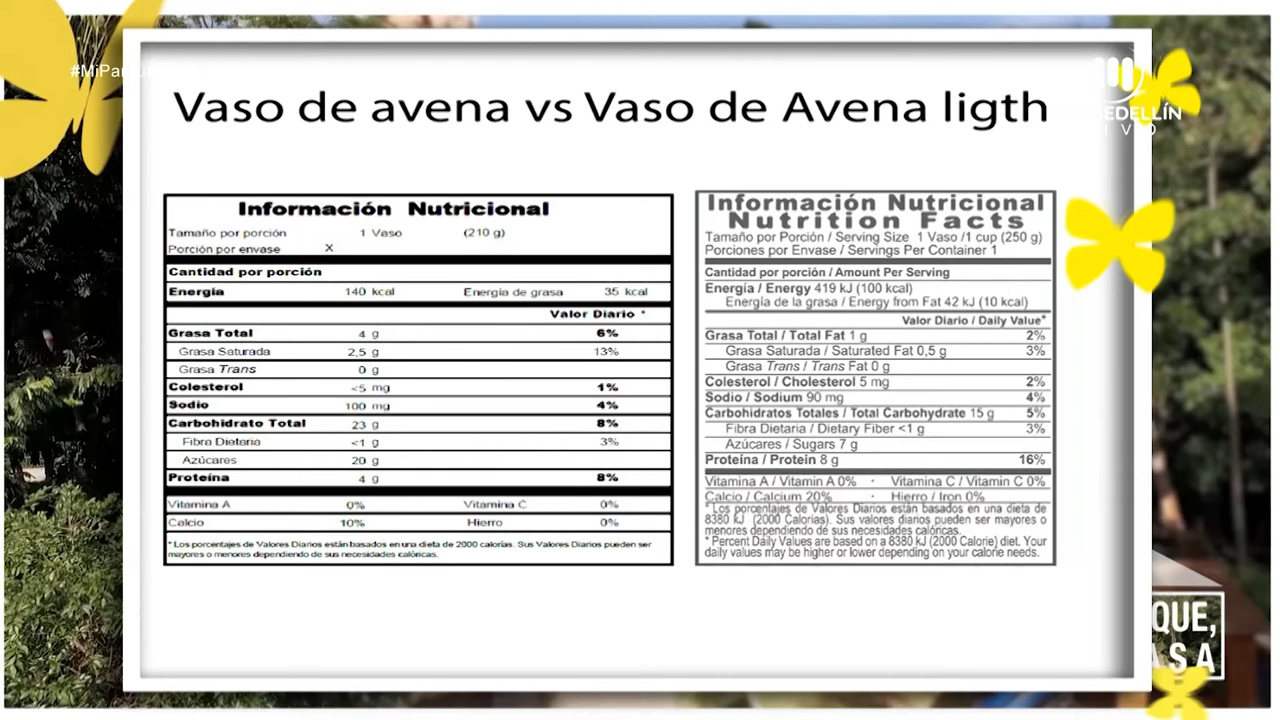 Vaso de avena vs Vaso de Avena ligth
Información Nutricional
Tamaño por porción 1 Vaso (210 g)
Porción por envase X
Cantidad por porción
Energía 140 kcal Energía de grasa 35 kcal
Valor Diario *
Grasa Total 4 g 6%
Grasa Saturada 2,5 g 13%
Grasa Trans 0 g
Colesterol <5 mg 1%
Sodio 100 mg 4%
Carbohidrato Total 23 g 8%
Fibra Dietaria <1 g 3%
Azúcares 20 g
Proteína 4 g 8%
Vitamina A 0% Vitamina C 0%
Calcio 10% Hierro 0%
* Los porcentajes de Valores Diarios están basados en una dieta de 2000 calorías. Sus Valores Diarios pueden ser
mayores o menores dependiendo de sus necesidades calóricas.
Información Nutricional
Nutrition Facts
Tamaño por Porción / Serving Size 1 Vaso /1 cup (250 g)
Porciones por Envase / Servings Per Container 1
Cantidad por porción / Amount Per Serving
Energía / Energy 419 kJ (100 kcal)
Energía de la grasa / Energy from Fat 42 kJ (10 kcal)
Valor Diario / Daily Value*
Grasa Total / Total Fat 1 g 2%
Grasa Saturada / Saturated Fat 0,5 g 3%
Grasa Trans / Trans Fat 0 g
Colesterol / Cholesterol 5 mg 2%
Sodio / Sodium 90 mg 4%
Carbohidratos Totales / Total Carbohydrate 15 g 5%
Fibra Dietaria / Dietary Fiber <1 g 3%
Azúcares / Sugars 7 g
Proteína / Protein 8 g 16%
Vitamina A / Vitamin A 0% · Vitamina C / Vitamin C 0%
Calcio / Calcium 20% · Hierro / Iron 0%
* Los porcentajes de Valores Diarios están basados en una dieta de
8380 kJ (2000 Calorías). Sus valores diarios pueden ser mayores o
menores dependiendo de sus necesidades calóricas.
* Percent Daily Values are based on a 8380 kJ (2000 Calorie) diet. Your
daily values may be higher or lower depending on your calorie needs.
QUE,